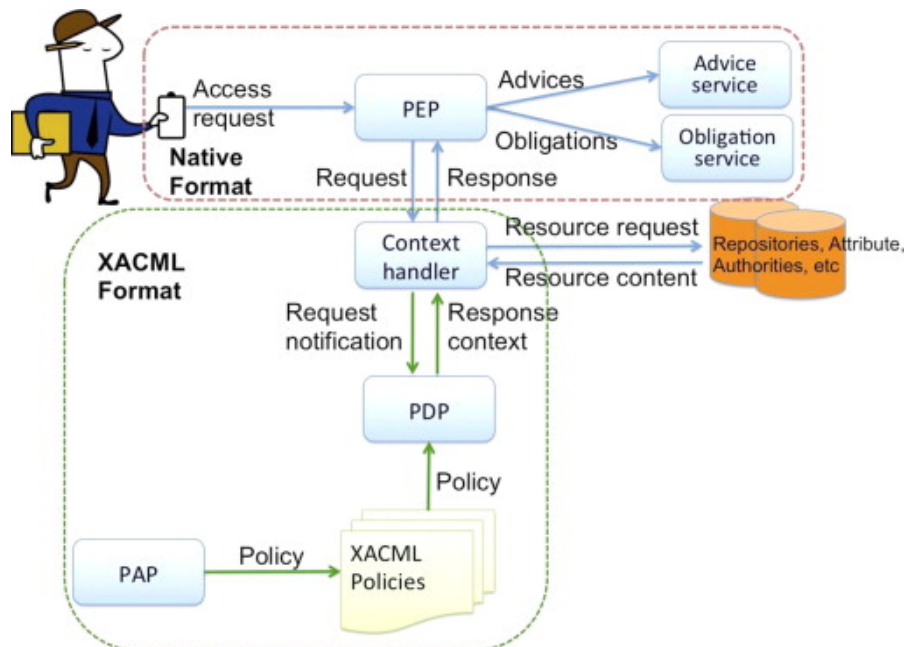 Access
request
PEP
Advices
Advice
service
Obligations
Obligation
service
Native
Format
Request
Response
XACML
Format
Context
handler
Resource request
Resource content
Repositories, Attribute,
Authorities, etc
Request
notification
Response
context
PDP
Policy
PAP
Policy
XACML
Policies